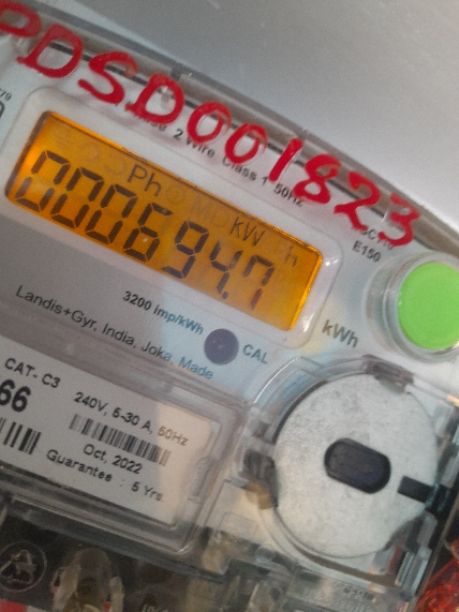 PDSD001823
Phase 2 Wire Class 1 50Hz
E150
Ph kW h
0006947.7
3200 imp/kWh
kWh
CAL
Landis+Gyr, India, Joka, Made
CAT- C3
66
240V, 5-30 A, 50Hz
Oct, 2022
Guarantee : 5 Yrs